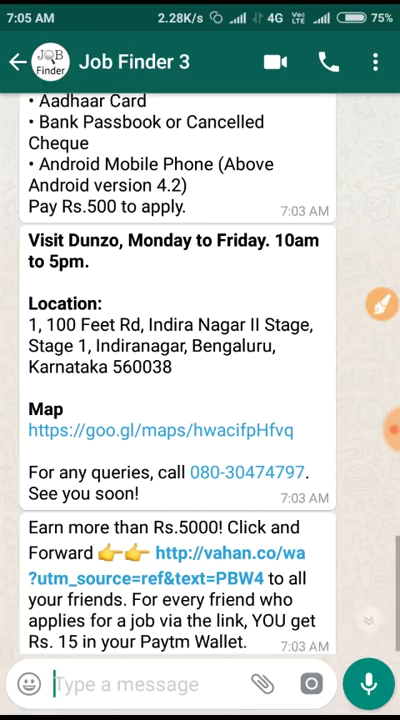 7:05 AM 2.28K/s 4G VoI LTE 75%
JOB Finder
Job Finder 3
• Aadhaar Card
• Bank Passbook or Cancelled
Cheque
• Android Mobile Phone (Above
Android version 4.2)
Pay Rs.500 to apply.
7:03 AM
Visit Dunzo, Monday to Friday. 10am
to 5pm.
Location:
1, 100 Feet Rd, Indira Nagar II Stage,
Stage 1, Indiranagar, Bengaluru,
Karnataka 560038
Map
https://goo.gl/maps/hwacifpHfvq
For any queries, call 080-30474797.
See you soon!
7:03 AM
Earn more than Rs.5000! Click and
Forward 👉👉 http://vahan.co/wa
?utm_source=ref&text=PBW4 to all
your friends. For every friend who
applies for a job via the link, YOU get
Rs. 15 in your Paytm Wallet.
7:03 AM
Type a message